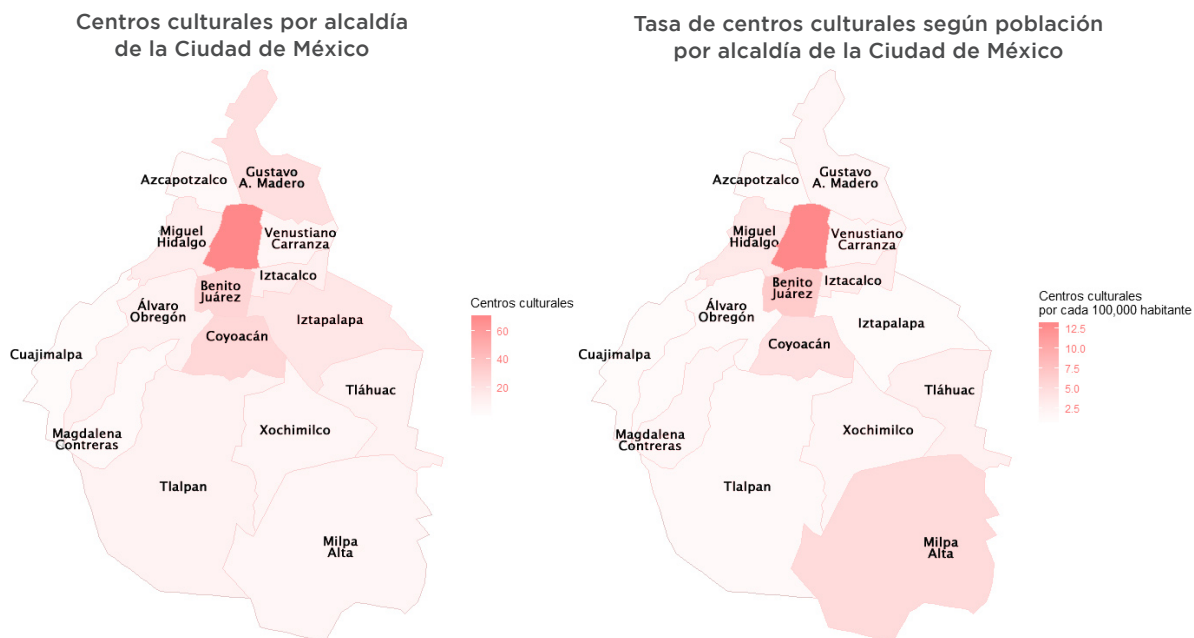 Centros culturales por alcaldía
de la Ciudad de México
Azcapotzalco
Gustavo
A. Madero
Miguel
Hidalgo
Venustiano
Carranza
Iztacalco
Benito
Juárez
Álvaro
Obregón
Iztapalapa
Coyoacán
Cuajimalpa
Tláhuac
Magdalena
Contreras
Xochimilco
Tlalpan
Milpa
Alta
Centros culturales
60
40
20
Tasa de centros culturales según población
por alcaldía de la Ciudad de México
Azcapotzalco
Gustavo
A. Madero
Miguel
Hidalgo
Venustiano
Carranza
Iztacalco
Benito
Juárez
Álvaro
Obregón
Iztapalapa
Coyoacán
Cuajimalpa
Tláhuac
Magdalena
Contreras
Xochimilco
Tlalpan
Milpa
Alta
Centros culturales
por cada 100,000 habitante
12.5
10.0
7.5
5.0
2.5